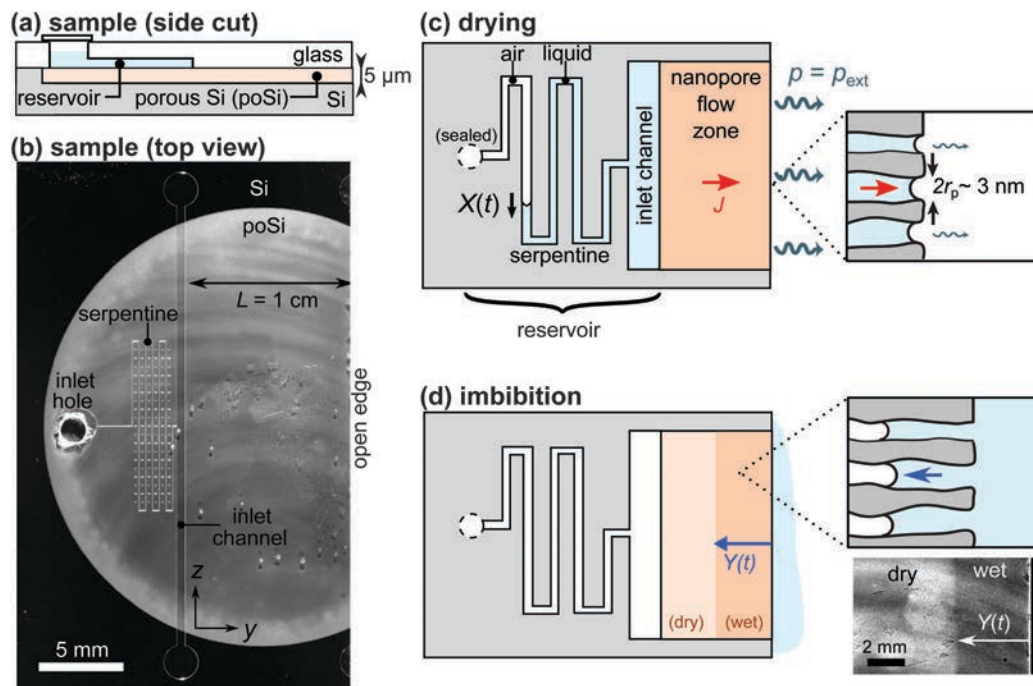 (a) sample (side cut)
glass
5 μm
reservoir
porous Si (poSi)
Si
(b) sample (top view)
Si
poSi
L = 1 cm
serpentine
inlet
hole
open edge
inlet
channel
z
y
5 mm
(c) drying
air
liquid
(sealed)
X(t)
serpentine
inlet channel
nanopore
flow
zone
J
reservoir
p = pext
2rp~ 3 nm
(d) imbibition
Y(t)
(dry)
(wet)
dry
wet
Y(t)
2 mm